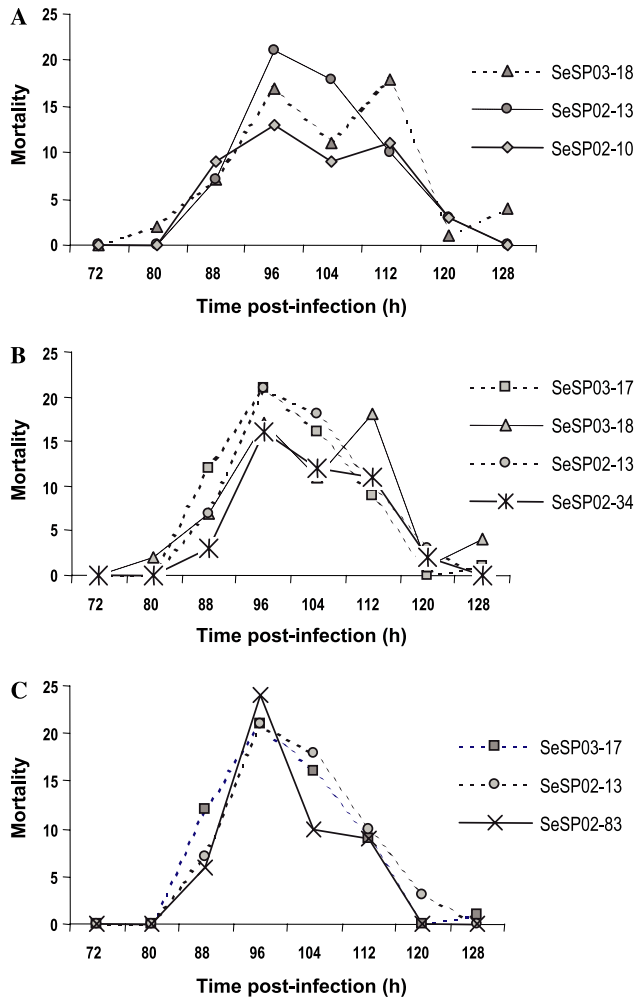 A
25
20
15
10
5
0
Mortality
72 80 88 96 104 112 120 128
Time post-infection (h)
SeSP03-18
SeSP02-13
SeSP02-10
B
25
20
15
10
5
0
Mortality
72 80 88 96 104 112 120 128
Time post-infection (h)
SeSP03-17
SeSP03-18
SeSP02-13
SeSP02-34
C
25
20
15
10
5
0
Mortality
72 80 88 96 104 112 120 128
Time post-infection (h)
SeSP03-17
SeSP02-13
SeSP02-83